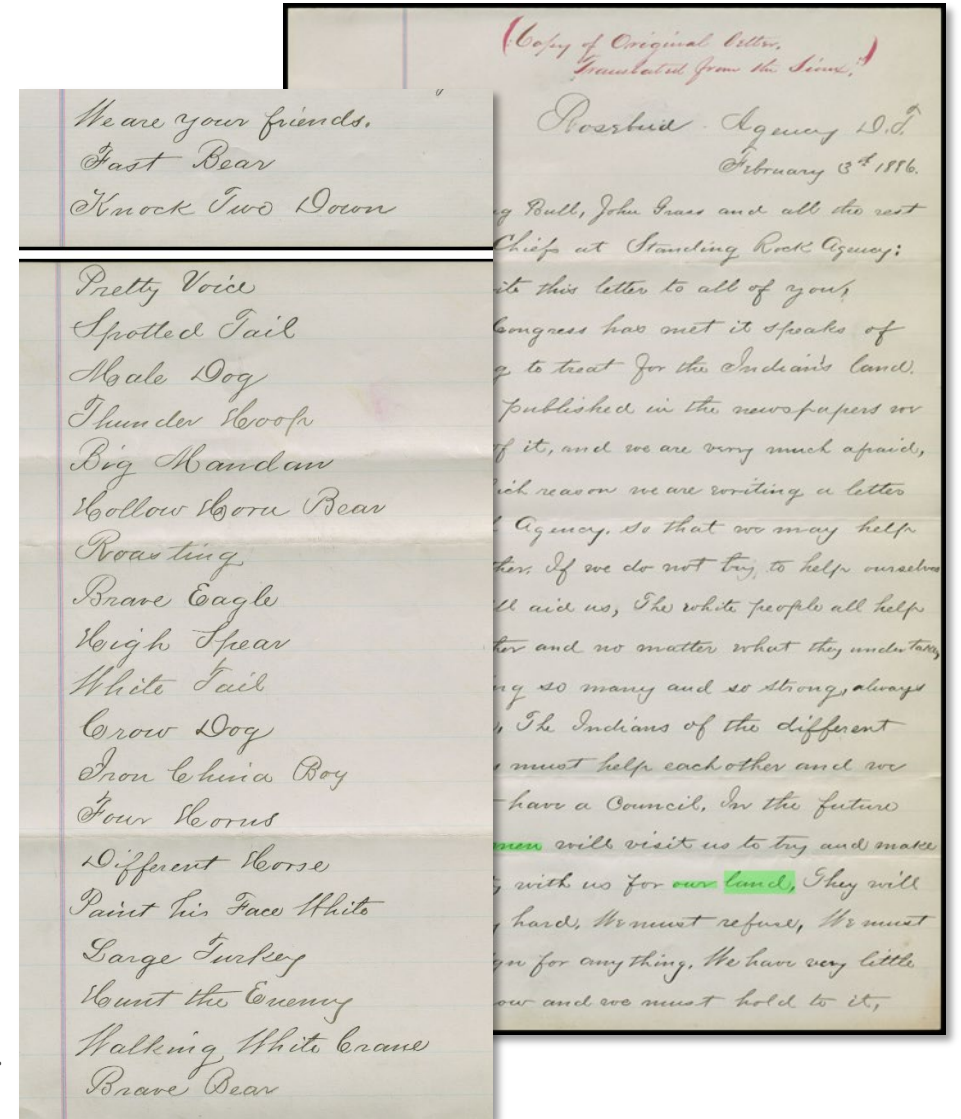 (Copy of Original letter.
Translated from the Sioux.)
Rosebud Agency D.T.
February 3rd 1886.
g Bull, John Grass and all the rest
Chiefs at Standing Rock Agency:
ite this letter to all of you,
Congress has met it speaks of
g to treat for the Indian's land.
published in the newspapers we
of it, and we are very much afraid,
ich reason we are writing a letter
Agency. so that we may help
her. If we do not try, to help ourselves
ll aid us, The white people all help
her and no matter what they undertake,
ng so many and so strong, always
, The Indians of the different
must help each other and we
have a Council, In the future
men will visit us to try and make
with us for our land, They will
hard. We must refuse, We must
gn for any thing, We have very little
ow and we must hold to it,
We are your friends.
Fast Bear
Knock Two Down
Pretty Voice
Spotted Tail
Male Dog
Thunder Hoop
Big Mandan
Hollow Horn Bear
Roasting
Brave Eagle
High Spear
White Tail
Crow Dog
Iron China Boy
Four Horns
Different Horse
Paint his Face White
Large Turkey
Hunt the Enemy
Walking White Crane
Brave Bear